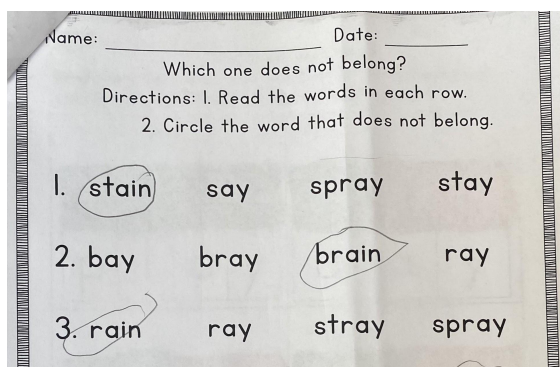 Name: Date:
Which one does not belong?
Directions: 1. Read the words in each row.
2. Circle the word that does not belong.
1. stain say spray stay
2. bay bray brain ray
3. rain ray stray spray